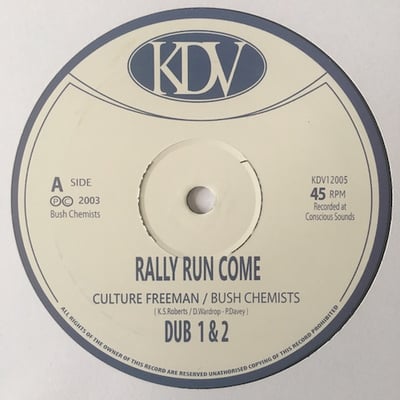 KDV
A SIDE
℗ © 2003
Bush Chemists
KDV12005
45 RPM
Recorded at
Conscious Sounds
RALLY RUN COME
CULTURE FREEMAN / BUSH CHEMISTS
( K.S.Roberts / D.Wardrop - P.Davey )
DUB 1 & 2
ALL RIGHTS OF THE OWNER OF THIS RECORD ARE RESERVED UNAUTHORISED COPYING OF THIS RECORD PROHIBITED